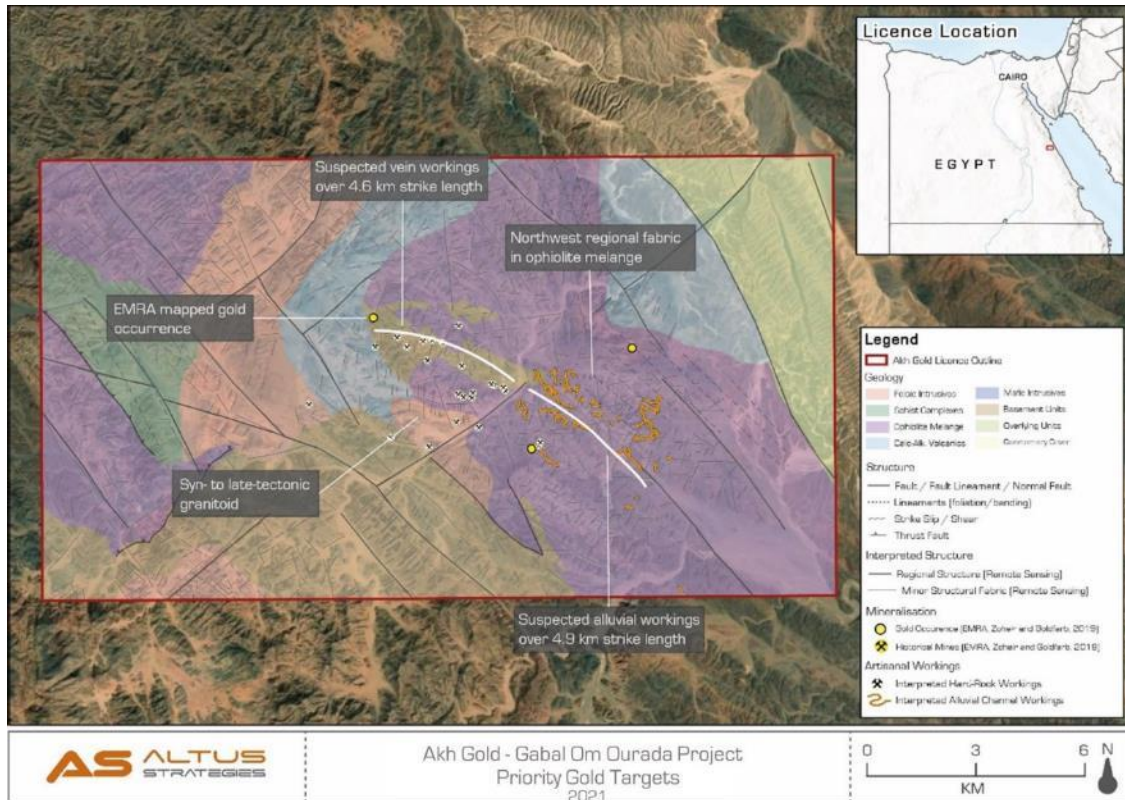 Licence Location
CAIRO
EGYPT
Suspected vein workings
over 4.6 km strike length
Northwest regional fabric
in ophiolite melange
EMRA mapped gold
occurrence
Syn- to late-tectonic
granitoid
Suspected alluvial workings
over 4.9 km strike length
Legend
Akh Gold Licence Outline
Geology
Felsic Intrusives
Mafic Intrusives
Schist Complexes
Basement Units
Ophiolite Melange
Overlying Units
Calc-Alk. Volcanics
Cover
Structure
Fault / Fault Lineament / Normal Fault
Lineaments (foliation/banding)
Strike Slip / Shear
Thrust Fault
Interpreted Structure
Regional Structure [Remote Sensing]
Minor Structural Fabric [Remote Sensing]
Mineralisation
Gold Occurence [EMRA, Zoheir and Goldfarb, 2019]
Historical Mines [EMRA, Zoheir and Goldfarb, 2019]
Artisanal Workings
Interpreted Hard-Rock Workings
Interpreted Alluvial Channel Workings
AS ALTUS
STRATEGIES
Akh Gold - Gabal Om Ourada Project
Priority Gold Targets
2021
0 3 6 N
KM